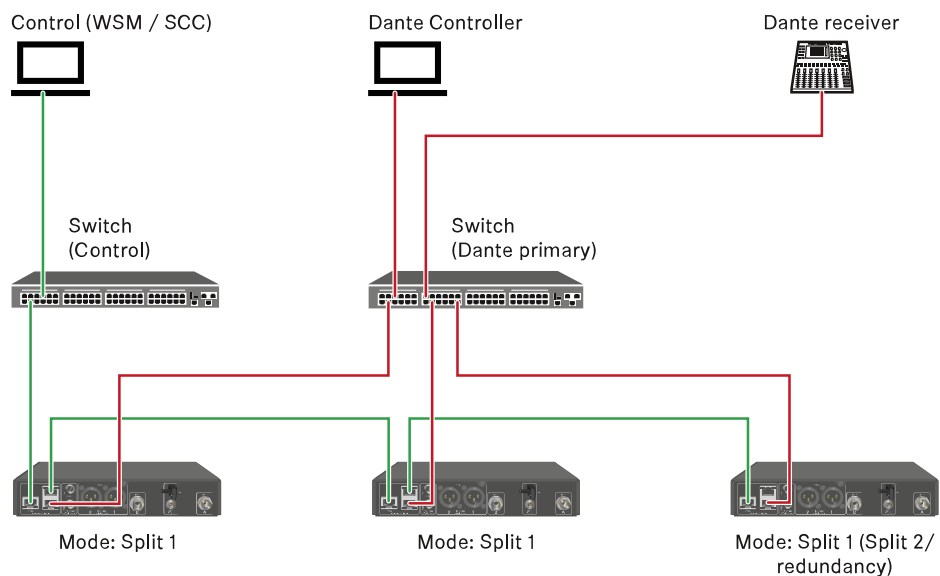 Control (WSM / SCC)
Dante Controller
Dante receiver
Switch
(Control)
Switch
(Dante primary)
Mode: Split 1
Mode: Split 1
Mode: Split 1 (Split 2/
redundancy)